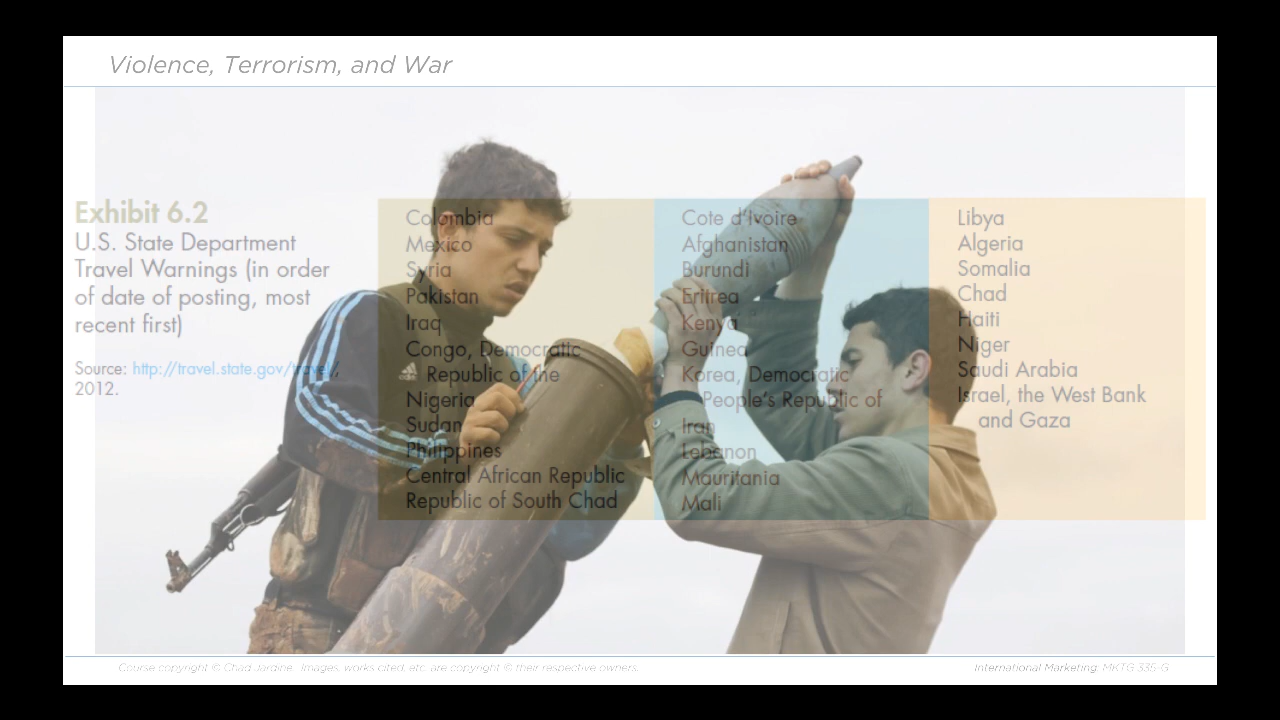 Violence, Terrorism, and War
Exhibit 6.2
U.S. State Department
Travel Warnings (in order
of date of posting, most
recent first)
Source: http://travel.state.gov/travel/,
2012.
Colombia
Mexico
Syria
Pakistan
Iraq
Congo, Democratic
Republic of the
Nigeria
Sudan
Philippines
Central African Republic
Republic of South Chad
Cote d'Ivoire
Afghanistan
Burundi
Eritrea
Kenya
Guinea
Korea, Democratic
People's Republic of
Iran
Lebanon
Mauritania
Mali
Libya
Algeria
Somalia
Chad
Haiti
Niger
Saudi Arabia
Israel, the West Bank
and Gaza
Course copyright © Chad Jardine. Images, works cited, etc. are copyright © their respective owners.
International Marketing: MKTG 335-G